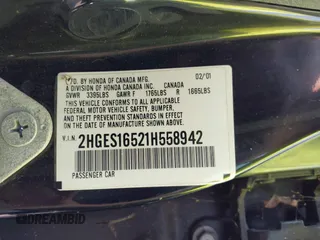 MFD. BY HONDA OF CANADA MFG. 02/01
A DIVISION OF HONDA CANADA INC. CANADA
GVWR 3395LBS GAWR F 1765LBS R 1665LBS
THIS VEHICLE CONFORMS TO ALL APPLICABLE
FEDERAL MOTOR VEHICLE SAFETY, BUMPER,
AND THEFT PREVENTION STANDARDS IN EFFECT
ON THE DATE OF MANUFACTURE SHOWN ABOVE.
V.I.N. 2HGES16521H558942
PASSENGER CAR
DREAMBID